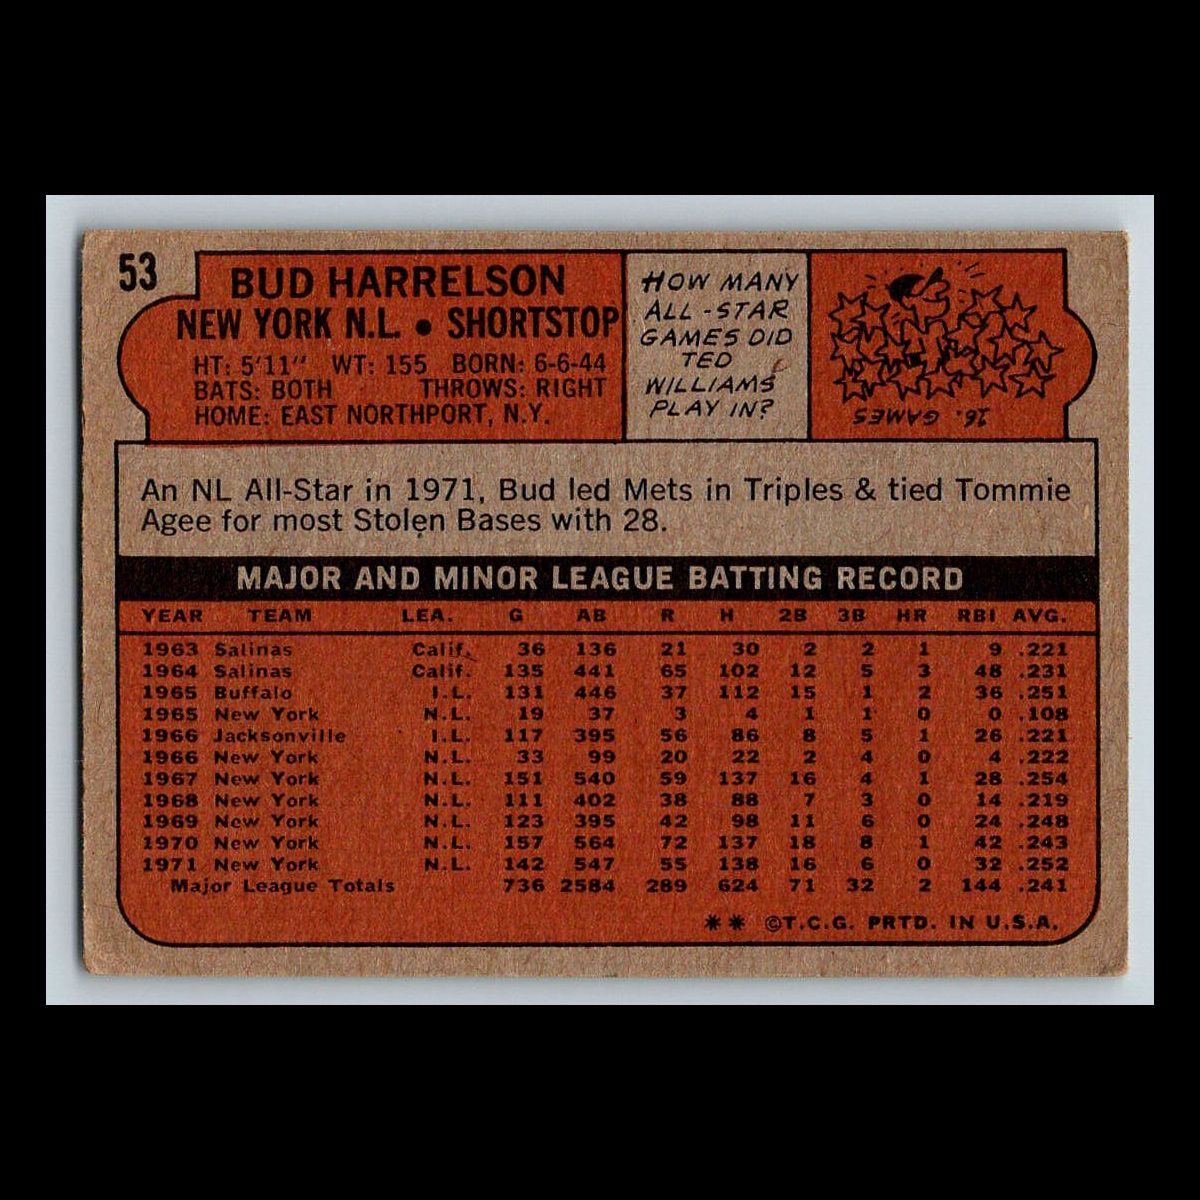 53
BUD HARRELSON
NEW YORK N.L. • SHORTSTOP
HT: 5'11" WT: 155 BORN: 6-6-44
BATS: BOTH THROWS: RIGHT
HOME: EAST NORTHPORT, N.Y.
HOW MANY
ALL-STAR
GAMES DID
TED
WILLIAMS
PLAY IN?
16 GAMES
An NL All-Star in 1971, Bud led Mets in Triples & tied Tommie
Agee for most Stolen Bases with 28.
MAJOR AND MINOR LEAGUE BATTING RECORD
YEAR TEAM LEA. G AB R H 2B 3B HR RBI AVG.
1963 Salinas Calif. 36 136 21 30 2 2 1 9 .221
1964 Salinas Calif. 135 441 65 102 12 5 3 48 .231
1965 Buffalo I.L. 131 446 37 112 15 1 2 36 .251
1965 New York N.L. 19 37 3 4 1 1 0 0 .108
1966 Jacksonville I.L. 117 395 56 86 8 5 1 26 .221
1966 New York N.L. 33 99 20 22 2 4 0 4 .222
1967 New York N.L. 151 540 59 137 16 4 1 28 .254
1968 New York N.L. 111 402 38 88 7 3 0 14 .219
1969 New York N.L. 123 395 42 98 11 6 0 24 .248
1970 New York N.L. 157 564 72 137 18 8 1 42 .243
1971 New York N.L. 142 547 55 138 16 6 0 32 .252
Major League Totals 736 2584 289 624 71 32 2 144 .241
** ©T.C.G. PRTD. IN U.S.A.